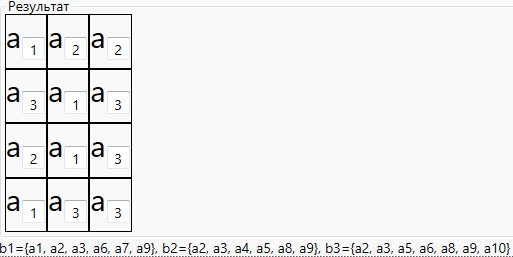 Результат
a 1 a 2 a 2
a 3 a 1 a 3
a 2 a 1 a 3
a 1 a 3 a 3
b1={a1, a2, a3, a6, a7, a9}, b2={a2, a3, a4, a5, a8, a9}, b3={a2, a3, a5, a6, a8, a9, a10}